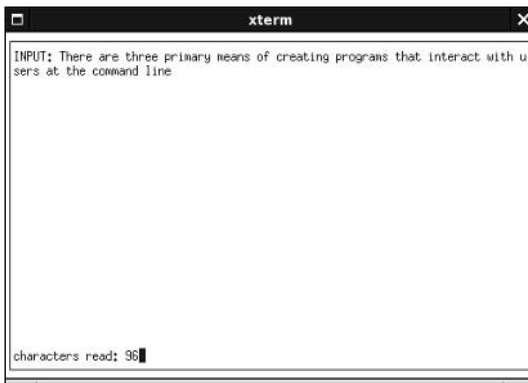 xterm
INPUT: There are three primary means of creating programs that interact with u
sers at the command line
characters read: 96